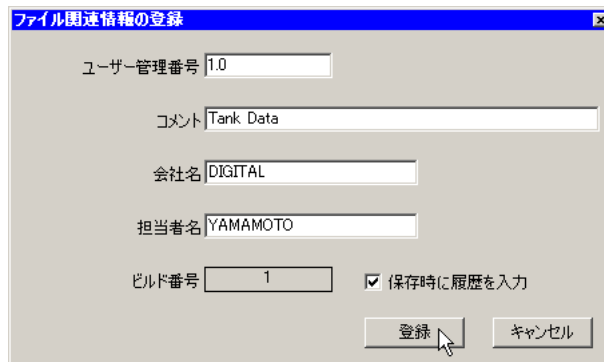 ファイル関連情報の登録
ユーザー管理番号 1.0
コメント Tank Data
会社名 DIGITAL
担当者名 YAMAMOTO
ビルド番号 1 保存時に履歴を入力
登録 キャンセル